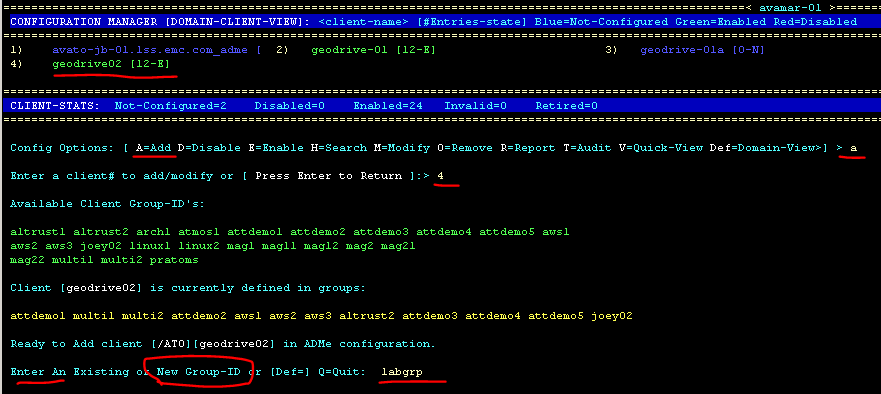 < avamar-01 >
CONFIGURATION MANAGER [DOMAIN-CLIENT-VIEW]: <client-name> [#Entries-state] Blue=Not-Configured Green=Enabled Red=Disabled
1) avato-jb-01.lss.emc.com_adme [ 2) geodrive-01 [12-E] 3) geodrive-01a [0-N]
4) geodrive02 [12-E]
CLIENT-STATS: Not-Configured=2 Disabled=0 Enabled=24 Invalid=0 Retired=0
Config Options: [ A=Add D=Disable E=Enable H=Search M=Modify O=Remove R=Report T=Audit V=Quick-View Def=Domain-View>] > a
Enter a client# to add/modify or [ Press Enter to Return ]:> 4
Available Client Group-ID's:
altrust1 altrust2 arch1 atmos1 attdemo1 attdemo2 attdemo3 attdemo4 attdemo5 aws1
aws2 aws3 joey02 linux1 linux2 mag1 mag11 mag12 mag2 mag21
mag22 multi1 multi2 pratoms
Client [geodrive02] is currently defined in groups:
attdemo1 multi1 multi2 attdemo2 aws1 aws2 aws3 altrust2 attdemo3 attdemo4 attdemo5 joey02
Ready to Add client [/ATO][geodrive02] in ADMe configuration.
Enter An Existing or New Group-ID or [Def=] Q=Quit: labgrp